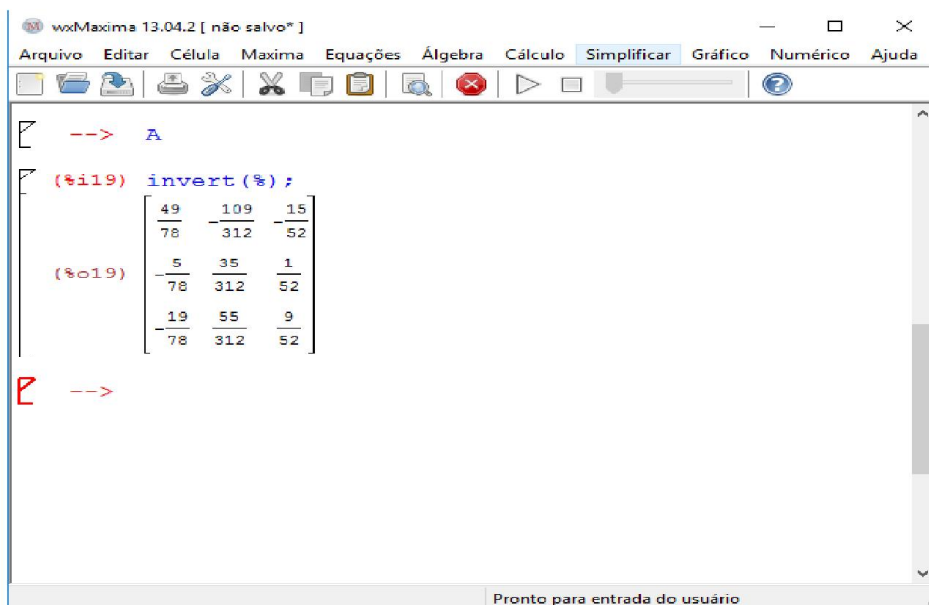 wxMaxima 13.04.2 [ não salvo* ]
Arquivo Editar Célula Maxima Equações Álgebra Cálculo Simplificar Gráfico Numérico Ajuda
--> A
(%i19) invert(%);
(%o19)
49/78 -109/312 -15/52
-5/78 35/312 1/52
-19/78 55/312 9/52
-->
Pronto para entrada do usuário